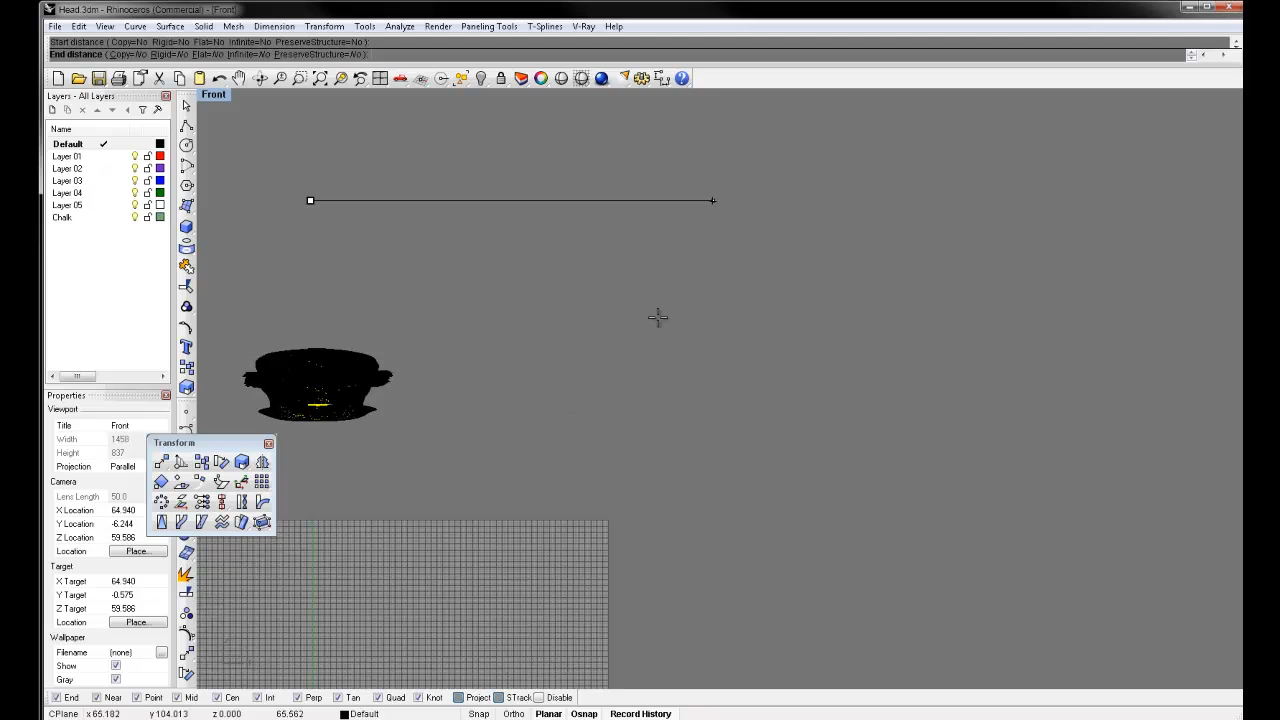 Head.3dm - Rhinoceros (Commercial) - [Front]
File Edit View Curve Surface Solid Mesh Dimension Transform Tools Analyze Render Paneling Tools T-Splines V-Ray Help
Start distance ( Copy=No Rigid=No Flat=No Infinite=No PreserveStructure=No ):
End distance ( Copy=No Rigid=No Flat=No Infinite=No PreserveStructure=No ):
Layers - All Layers
Front
Name
Default
Layer 01
Layer 02
Layer 03
Layer 04
Layer 05
Chalk
Properties
Viewport
Title Front
Width 1458
Height 837
Projection Parallel
Camera
Lens Length 50.0
X Location 64.940
Y Location -6.244
Z Location 59.586
Location Place...
Target
X Target 64.940
Y Target -0.575
Z Target 59.586
Location Place...
Wallpaper
Filename (none) ...
Show
Gray
Transform
End Near Point Mid Cen Int Perp Tan Quad Knot Project STrack Disable
CPlane x 65.182 y 104.013 z 0.000 65.562 Default Snap Ortho Planar Osnap Record History